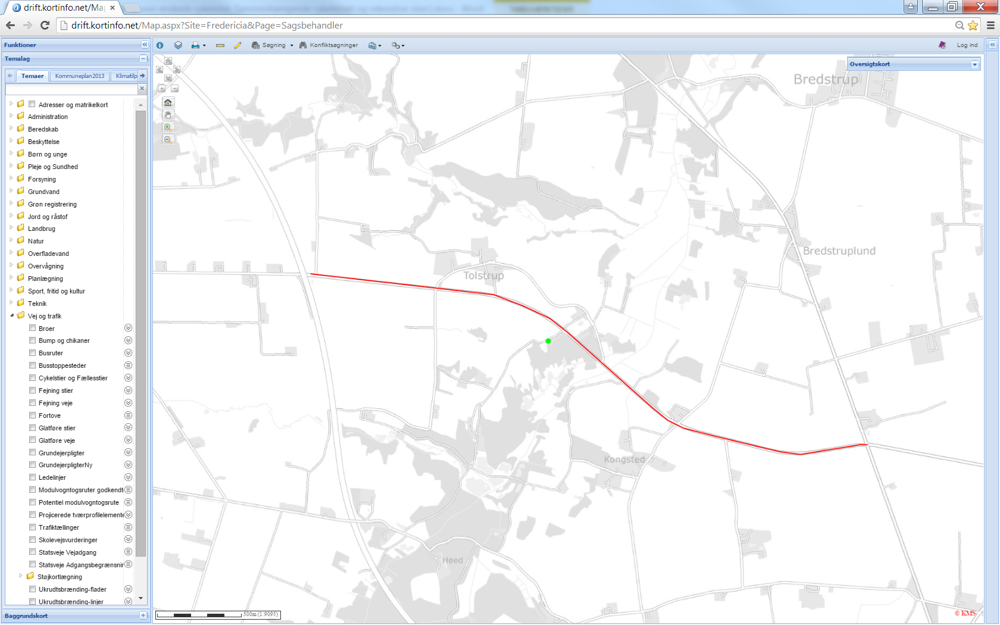 drift.kortinfo.net/Ma
drift.kortinfo.net/Map.aspx?Site=Fredericia&Page=Sagsbehandler
Funktioner
Søgning
Konfliktsøgninger
Log ind
Temalag
Temaer
Kommuneplan2013
Klimatilp
Oversigtskort
Adresser og matrikelkort
Administration
Beredskab
Beskyttelse
Børn og unge
Pleje og Sundhed
Forsyning
Grundvand
Grøn registrering
Jord og råstof
Landbrug
Natur
Overfladevand
Overvågning
Planlægning
Sport, fritid og kultur
Teknik
Vej og trafik
Broer
Bump og chikaner
Busruter
Busstoppesteder
Cykelstier og Fællesstier
Fejning stier
Fejning veje
Fortove
Glatføre stier
Glatføre veje
Grundejerpligter
GrundejerpligterNy
Ledelinjer
Modulvogntogsruter godkendt
Potentiel modulvogntogsrute
Projicerede tværprofilelemente
Trafiktællinger
Skolevejsvurderinger
Statsveje Vejadgang
Statsveje Adgangsbegrænsnin
Støjkortlægning
Ukrudtsbrænding-flader
Ukrudtsbrænding-linjer
Baggrundskort
Bredstrup
Bredstruplund
Tolstrup
Kongsted
Høed
500m (1:9095)
© KMS